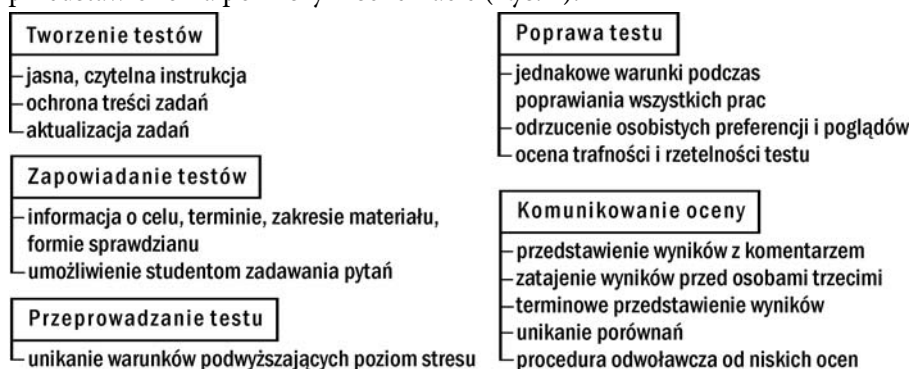 Tworzenie testów
jasna, czytelna instrukcja
ochrona treści zadań
aktualizacja zadań
Zapowiadanie testów
informacja o celu, terminie, zakresie materiału,
formie sprawdzianu
umożliwienie studentom zadawania pytań
Przeprowadzanie testu
unikanie warunków podwyższających poziom stresu
Poprawa testu
jednakowe warunki podczas
poprawiania wszystkich prac
odrzucenie osobistych preferencji i poglądów
ocena trafności i rzetelności testu
Komunikowanie oceny
przedstawienie wyników z komentarzem
zatajenie wyników przed osobami trzecimi
terminowe przedstawienie wyników
unikanie porównań
procedura odwoławcza od niskich ocen